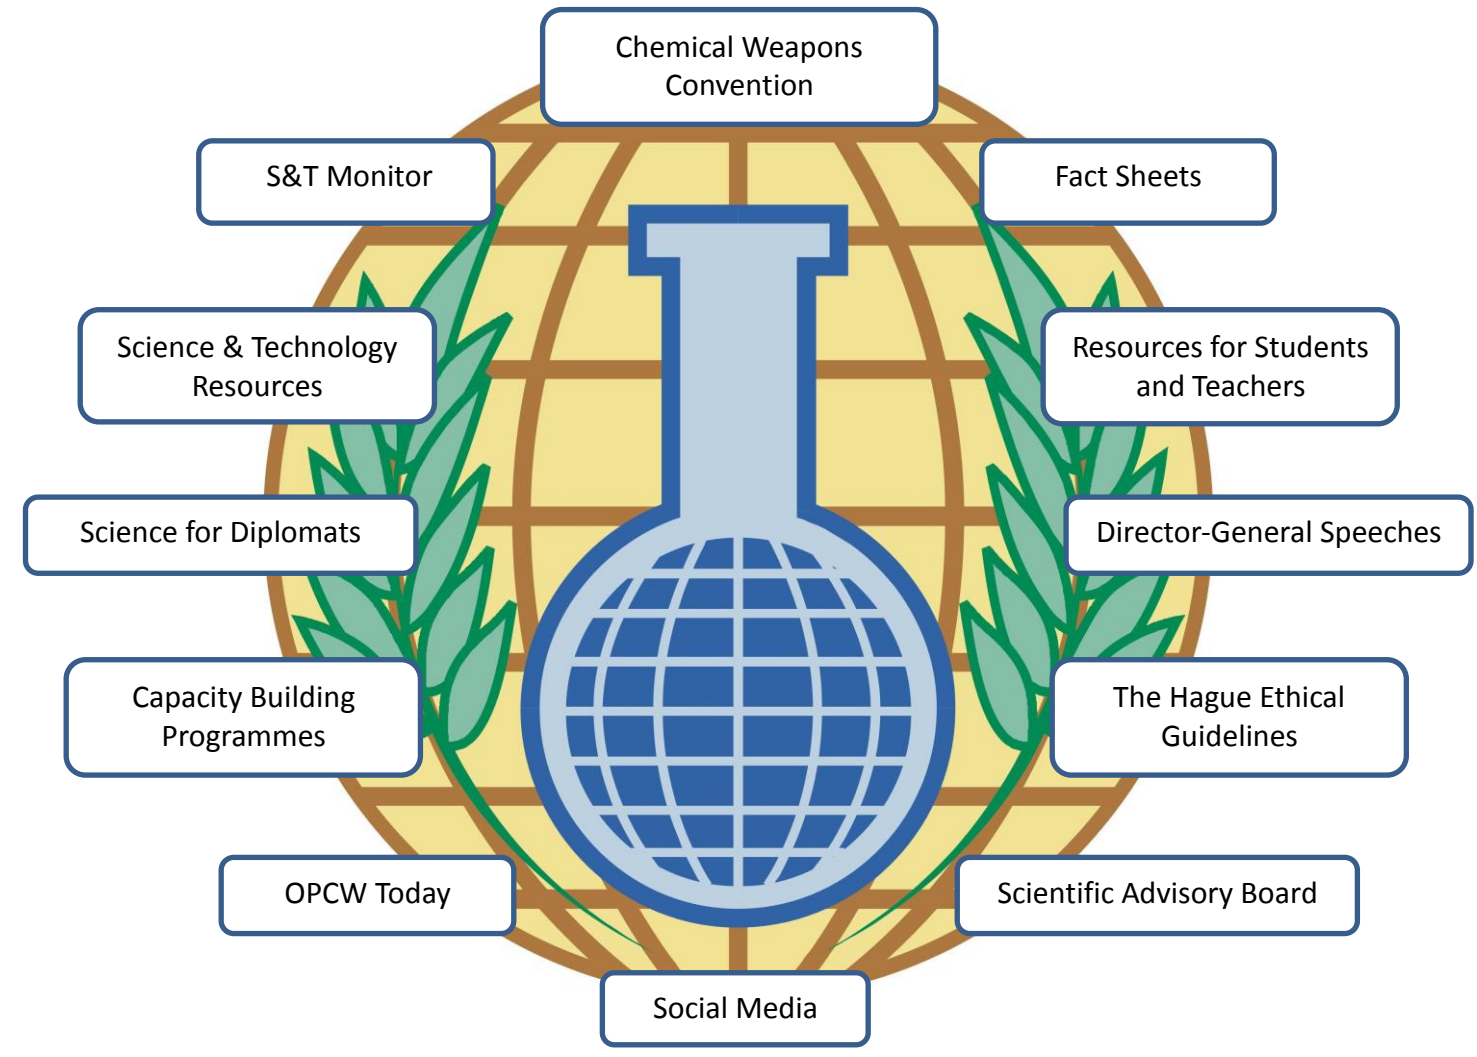 Chemical Weapons
Convention
S&T Monitor
Fact Sheets
Science & Technology
Resources
Resources for Students
and Teachers
Science for Diplomats
Director-General Speeches
Capacity Building
Programmes
The Hague Ethical
Guidelines
OPCW Today
Scientific Advisory Board
Social Media